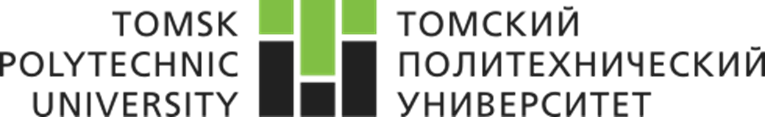 TOMSK
POLYTECHNIC
UNIVERSITY
ТОМСКИЙ
ПОЛИТЕХНИЧЕСКИЙ
УНИВЕРСИТЕТ